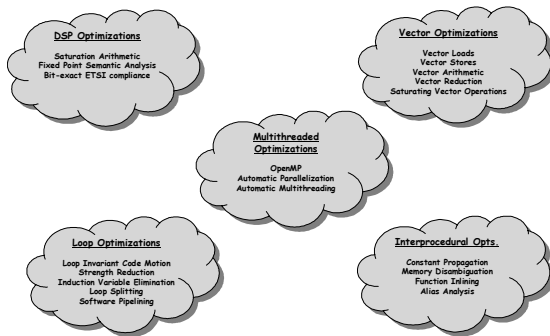 DSP Optimizations
Saturation Arithmetic
Fixed Point Semantic Analysis
Bit-exact ETSI compliance
Vector Optimizations
Vector Loads
Vector Stores
Vector Arithmetic
Vector Reduction
Saturating Vector Operations
Multithreaded
Optimizations
OpenMP
Automatic Parallelization
Automatic Multithreading
Loop Optimizations
Loop Invariant Code Motion
Strength Reduction
Induction Variable Elimination
Loop Splitting
Software Pipelining
Interprocedural Opts.
Constant Propagation
Memory Disambiguation
Function Inlining
Alias Analysis